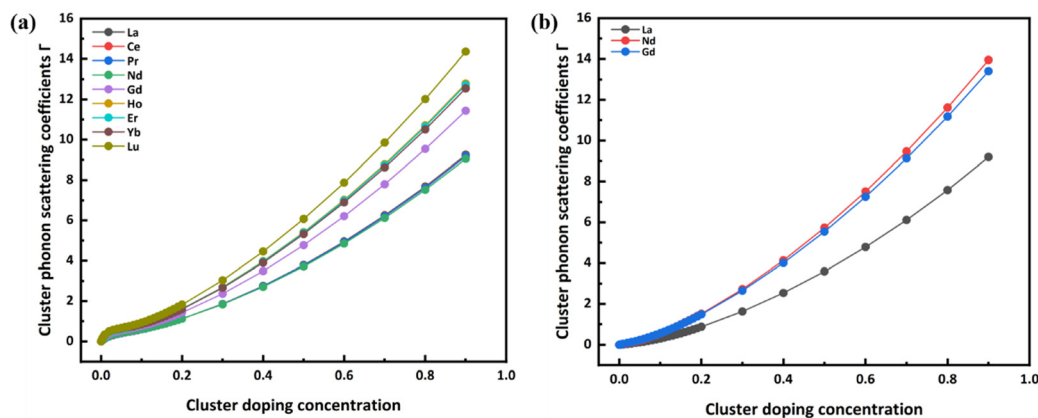 (a)
Cluster phonon scattering coefficients Γ
16
14
12
10
8
6
4
2
0
La
Ce
Pr
Nd
Gd
Ho
Er
Yb
Lu
0.0 0.2 0.4 0.6 0.8 1.0
Cluster doping concentration
(b)
Cluster phonon scattering coefficients Γ
16
14
12
10
8
6
4
2
0
La
Nd
Gd
0.0 0.2 0.4 0.6 0.8 1.0
Cluster doping concentration